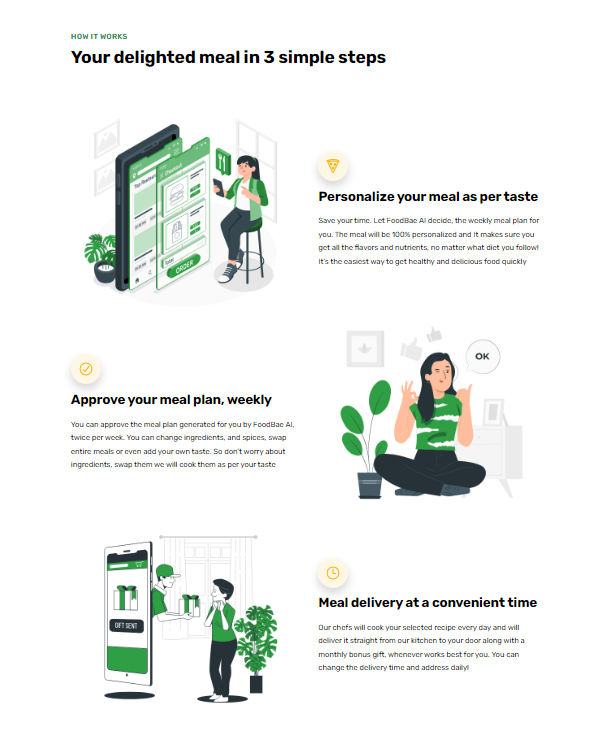 HOW IT WORKS
Your delighted meal in 3 simple steps
Checkout
Today
ORDER
Personalize your meal as per taste
Save your time. Let FoodBae AI decide, the weekly meal plan for
you. The meal will be 100% personalized and It makes sure you
get all the flavors and nutrients, no matter what diet you follow!
It's the easiest way to get healthy and delicious food quickly
OK
Approve your meal plan, weekly
You can approve the meal plan generated for you by FoodBae AI,
twice per week. You can change ingredients, and spices, swap
entire meals or even add your own taste. So don't worry about
ingredients, swap them we will cook them as per your taste
GIFT SENT
Meal delivery at a convenient time
Our chefs will cook your selected recipe every day and will
deliver it straight from our kitchen to your door along with a
monthly bonus gift, whenever works best for you. You can
change the delivery time and address daily!